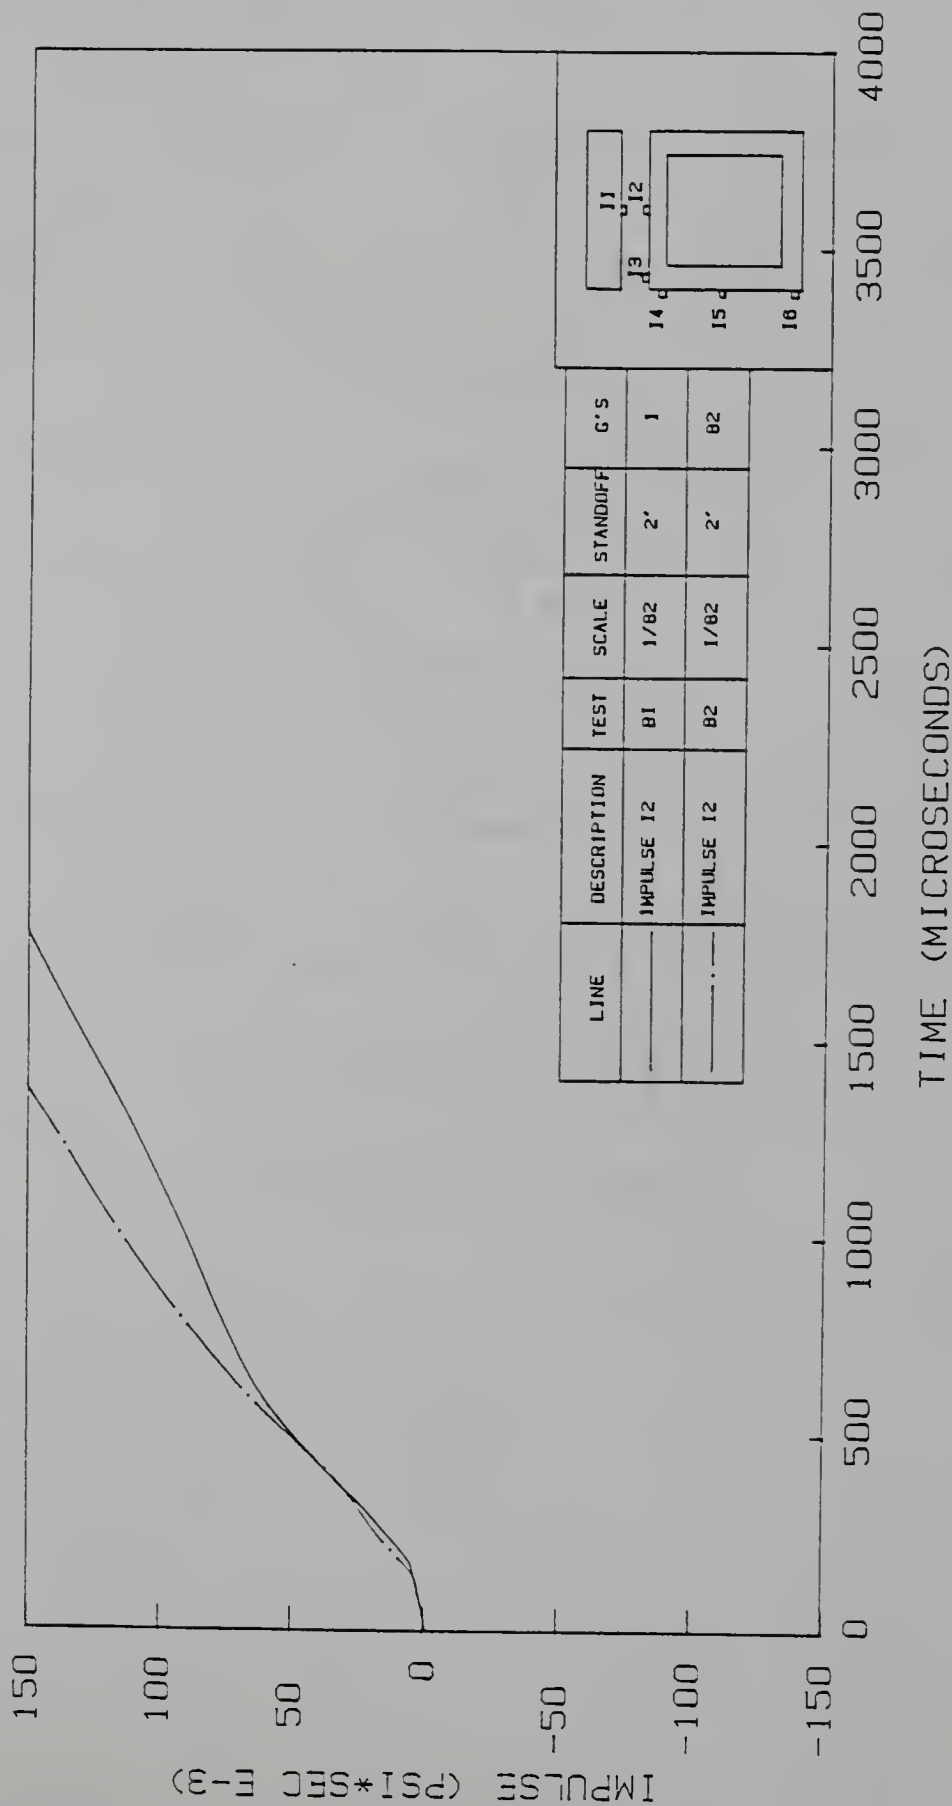 150
100
50
0
-50
-100
-150
IMPULSE (PSI*SEC E-3)
0 500 1000 1500 2000 2500 3000 3500 4000
TIME (MICROSECONDS)
LINE DESCRIPTION TEST SCALE STANDOFF G'S
IMPULSE I2 B1 1/82 2' 1
IMPULSE I2 B2 1/82 2' 82
I1
I2
I3
I4
I5
I6